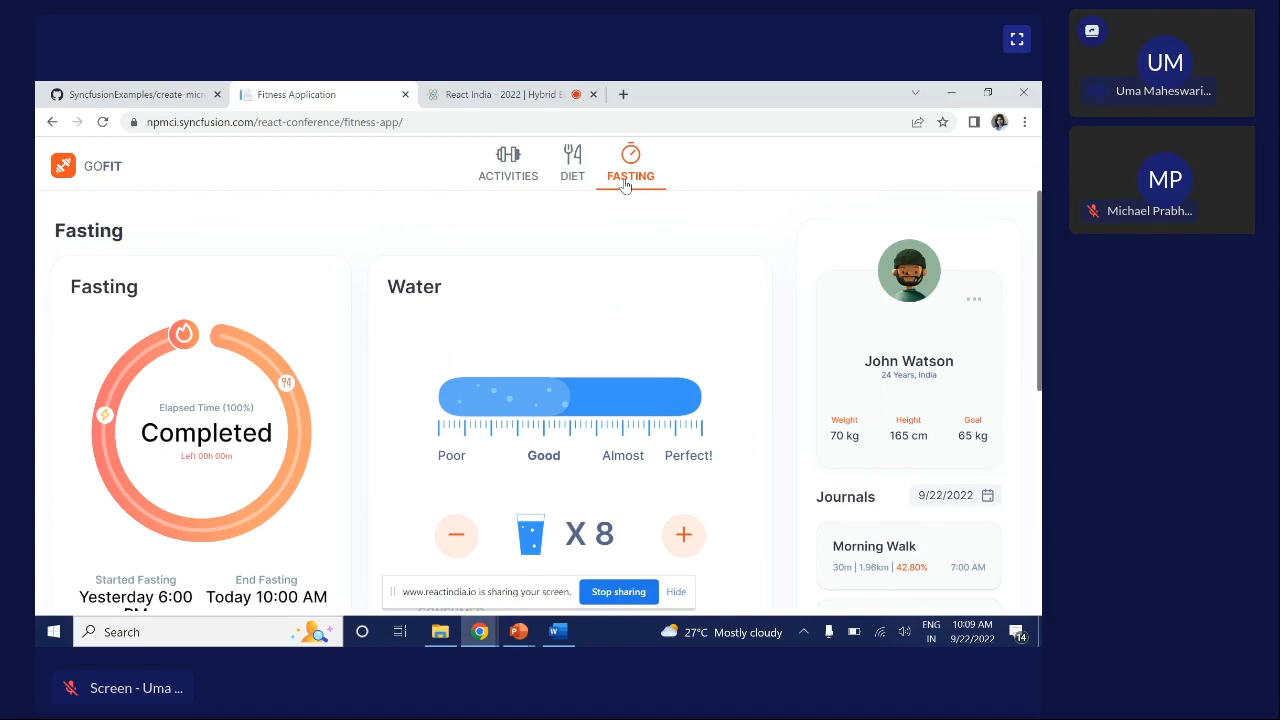 SyncfusionExamples/create-micr
Fitness Application
React India - 2022 | Hybrid E
npmci.syncfusion.com/react-conference/fitness-app/
GOFIT
ACTIVITIES
DIET
FASTING
Fasting
Fasting
Elapsed Time (100%)
Completed
Left 00h 00m
Started Fasting
Yesterday 6:00
PM
End Fasting
Today 10:00 AM
Water
Poor
Good
Almost
Perfect!
X 8
CONSUMED
www.reactindia.io is sharing your screen.
Stop sharing
Hide
John Watson
24 Years, India
Weight
70 kg
Height
165 cm
Goal
65 kg
Journals
9/22/2022
Morning Walk
30m | 1.96km | 42.80%
7:00 AM
Search
27°C Mostly cloudy
ENG
IN
10:09 AM
9/22/2022
14
Screen - Uma ...
UM
Uma Maheswari...
MP
Michael Prabh...